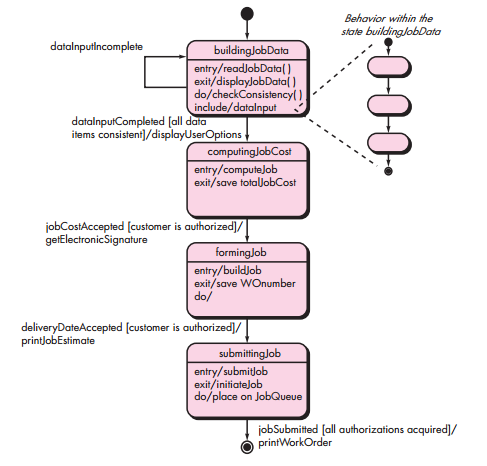 Behavior within the
state buildingJobData
dataInputIncomplete
buildingJobData
entry/readJobData( )
exit/displayJobData( )
do/checkConsistency( )
include/dataInput
dataInputCompleted [all data
items consistent]/displayUserOptions
computingJobCost
entry/computeJob
exit/save totalJobCost
jobCostAccepted [customer is authorized]/
getElectronicSignature
formingJob
entry/buildJob
exit/save WOnumber
do/
deliveryDateAccepted [customer is authorized]/
printJobEstimate
submittingJob
entry/submitJob
exit/initiateJob
do/place on JobQueue
jobSubmitted [all authorizations acquired]/
printWorkOrder